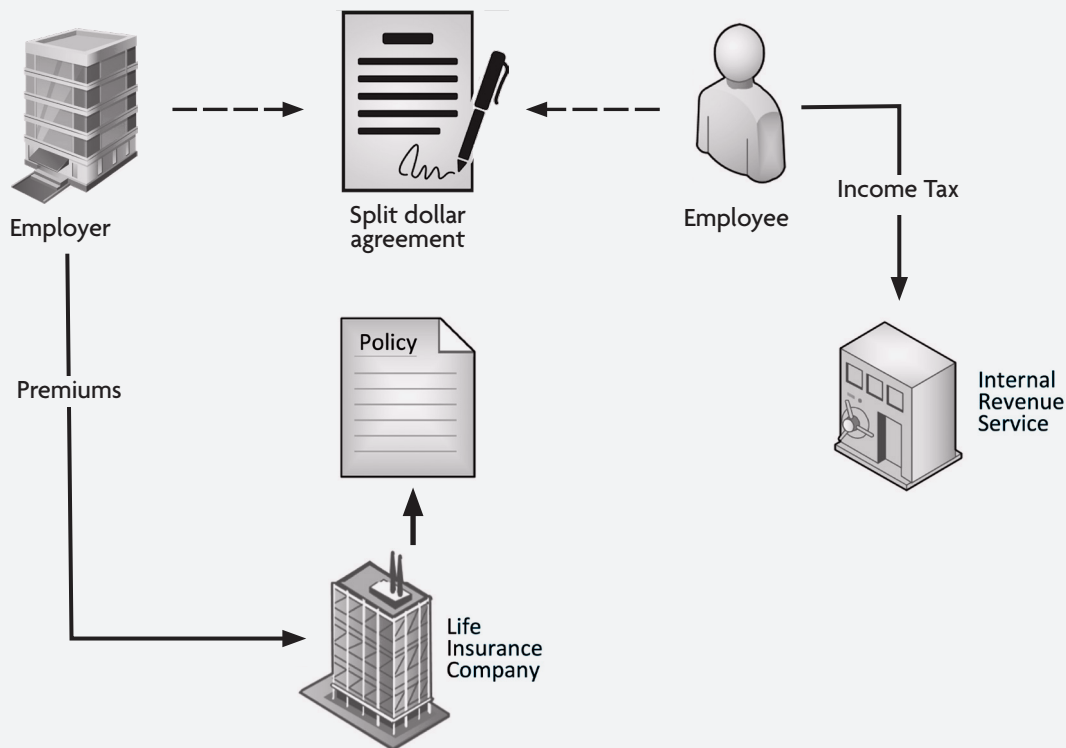 Employer
Split dollar
agreement
Employee
Income Tax
Premiums
Policy
Internal
Revenue
Service
Life
Insurance
Company